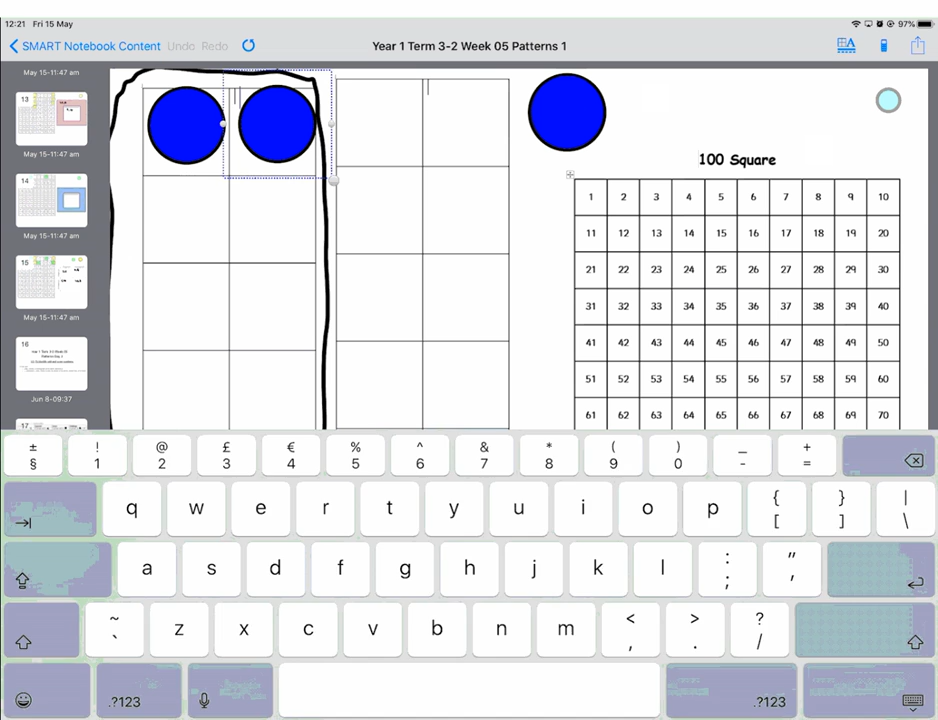 12:21 Fri 15 May
97%
SMART Notebook Content Undo Redo
Year 1 Term 3-2 Week 05 Patterns 1
May 15-11:47 am
13
May 15-11:47 am
14
May 15-11:47 am
15
May 15-11:47 am
16
Jun 8-09:37
17
100 Square
1 2 3 4 5 6 7 8 9 10
11 12 13 14 15 16 17 18 19 20
21 22 23 24 25 26 27 28 29 30
31 32 33 34 35 36 37 38 39 40
41 42 43 44 45 46 47 48 49 50
51 52 53 54 55 56 57 58 59 60
61 62 63 64 65 66 67 68 69 70
± ! @ £ € % ^ & * ( ) _ +
§ 1 2 3 4 5 6 7 8 9 0 - =
q w e r t y u i o p { [ } ] | \
a s d f g h j k l : ; " '
~ ` z x c v b n m < , > . ? /
.?123 .?123